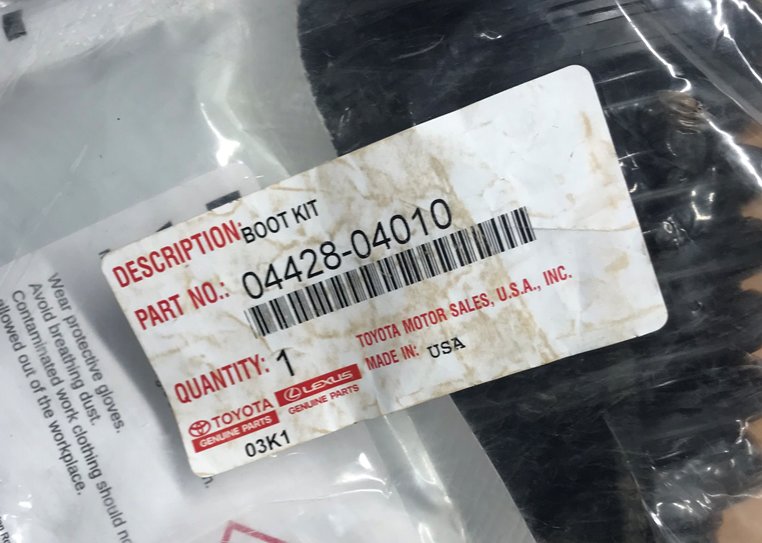 DESCRIPTION: BOOT KIT
PART NO.: 04428-04010
QUANTITY: 1
TOYOTA MOTOR SALES, U.S.A., INC.
MADE IN: USA
TOYOTA
GENUINE PARTS
LEXUS
GENUINE PARTS
03K1
Wear protective gloves.
Avoid breathing dust.
Contaminated work clothing should
allowed out of the workplace.